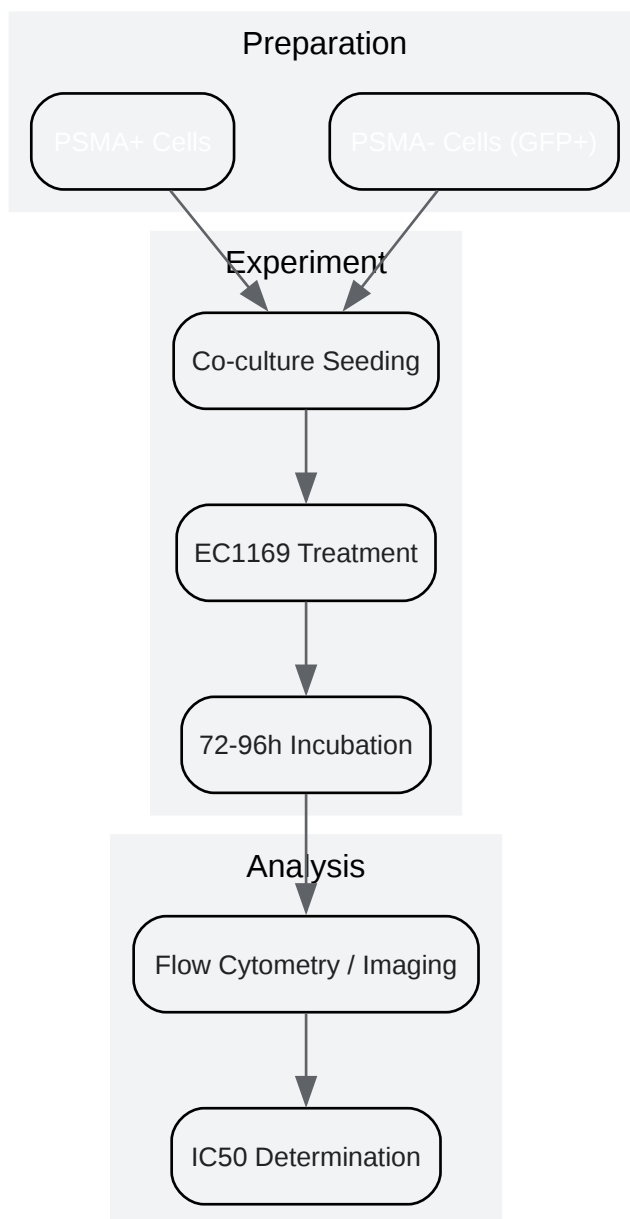 Preparation
PSMA+ Cells
PSMA- Cells (GFP+)
Experiment
Co-culture Seeding
EC1169 Treatment
72-96h Incubation
Analysis
Flow Cytometry / Imaging
IC50 Determination